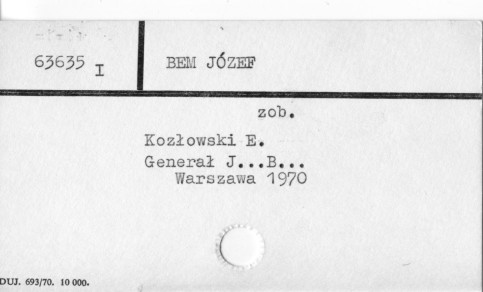 63635 I
BEM JÓZEF
zob.
Kozłowski E.
Generał J...B...
Warszawa 1970
DUJ. 693/70. 10 000.